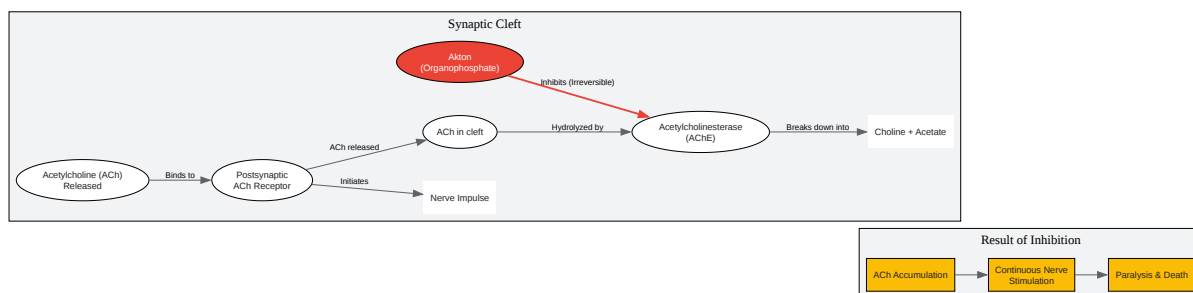 Synaptic Cleft
Akton
(Organophosphate)
Inhibits (Irreversible)
ACh in cleft
Hydrolyzed by
Acetylcholinesterase
(AChE)
Breaks down into
Choline + Acetate
ACh released
Acetylcholine (ACh)
Released
Binds to
Postsynaptic
ACh Receptor
Initiates
Nerve Impulse
Result of Inhibition
ACh Accumulation
Continuous Nerve
Stimulation
Paralysis & Death